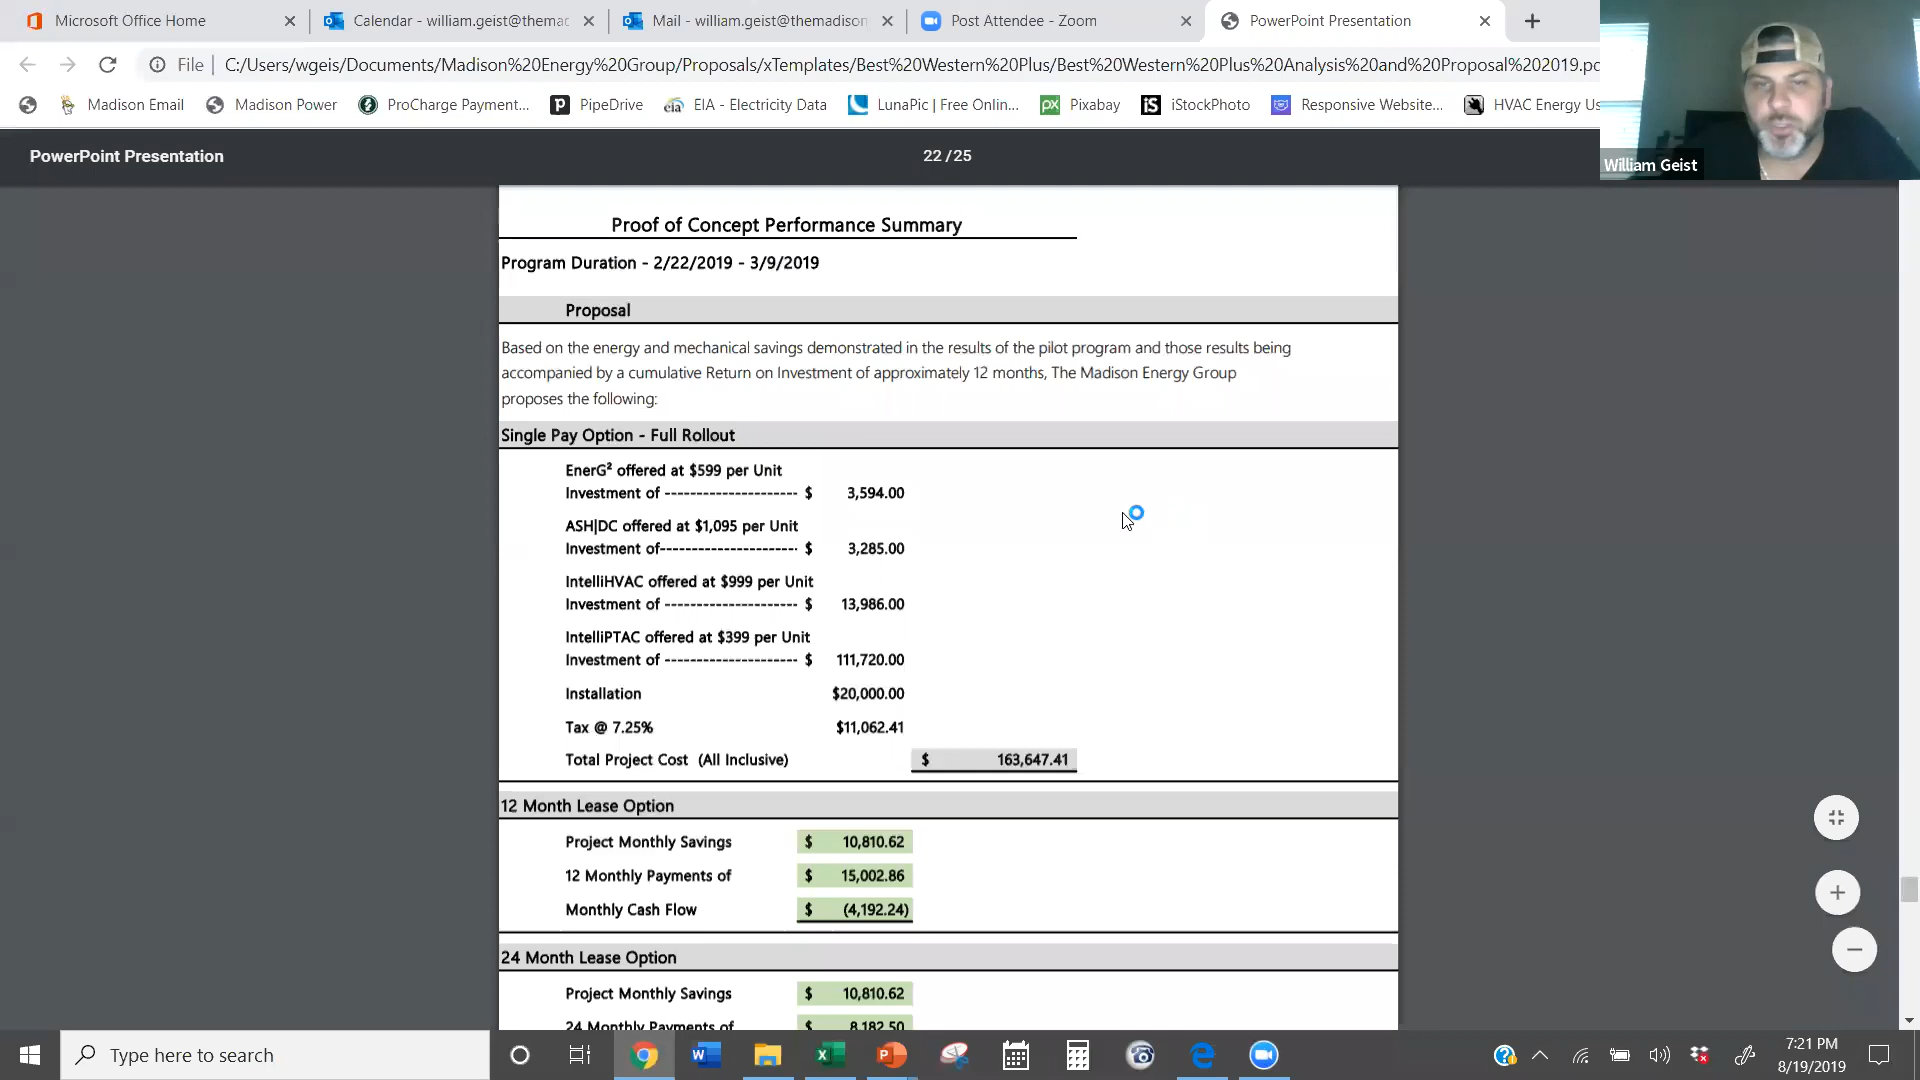 Microsoft Office Home
Calendar - william.geist@themad
Mail - william.geist@themadison
Post Attendee - Zoom
PowerPoint Presentation
File
C:/Users/wgeis/Documents/Madison%20Energy%20Group/Proposals/xTemplates/Best%20Western%20Plus/Best%20Western%20Plus%20Analysis%20and%20Proposal%202019.pd
Madison Email
Madison Power
ProCharge Payment...
PipeDrive
EIA - Electricity Data
LunaPic | Free Onlin...
Pixabay
iStockPhoto
Responsive Website...
HVAC Energy Us
William Geist
PowerPoint Presentation
22 / 25
Proof of Concept Performance Summary
Program Duration - 2/22/2019 - 3/9/2019
Proposal
Based on the energy and mechanical savings demonstrated in the results of the pilot program and those results being
accompanied by a cumulative Return on Investment of approximately 12 months, The Madison Energy Group
proposes the following:
Single Pay Option - Full Rollout
EnerG² offered at $599 per Unit
Investment of --------------------- $ 3,594.00
ASH|DC offered at $1,095 per Unit
Investment of---------------------- $ 3,285.00
IntelliHVAC offered at $999 per Unit
Investment of --------------------- $ 13,986.00
IntelliPTAC offered at $399 per Unit
Investment of --------------------- $ 111,720.00
Installation $20,000.00
Tax @ 7.25% $11,062.41
Total Project Cost (All Inclusive) $ 163,647.41
12 Month Lease Option
Project Monthly Savings $ 10,810.62
12 Monthly Payments of $ 15,002.86
Monthly Cash Flow $ (4,192.24)
24 Month Lease Option
Project Monthly Savings $ 10,810.62
24 Monthly Payments of $ 8,182.50
Type here to search
7:21 PM
8/19/2019